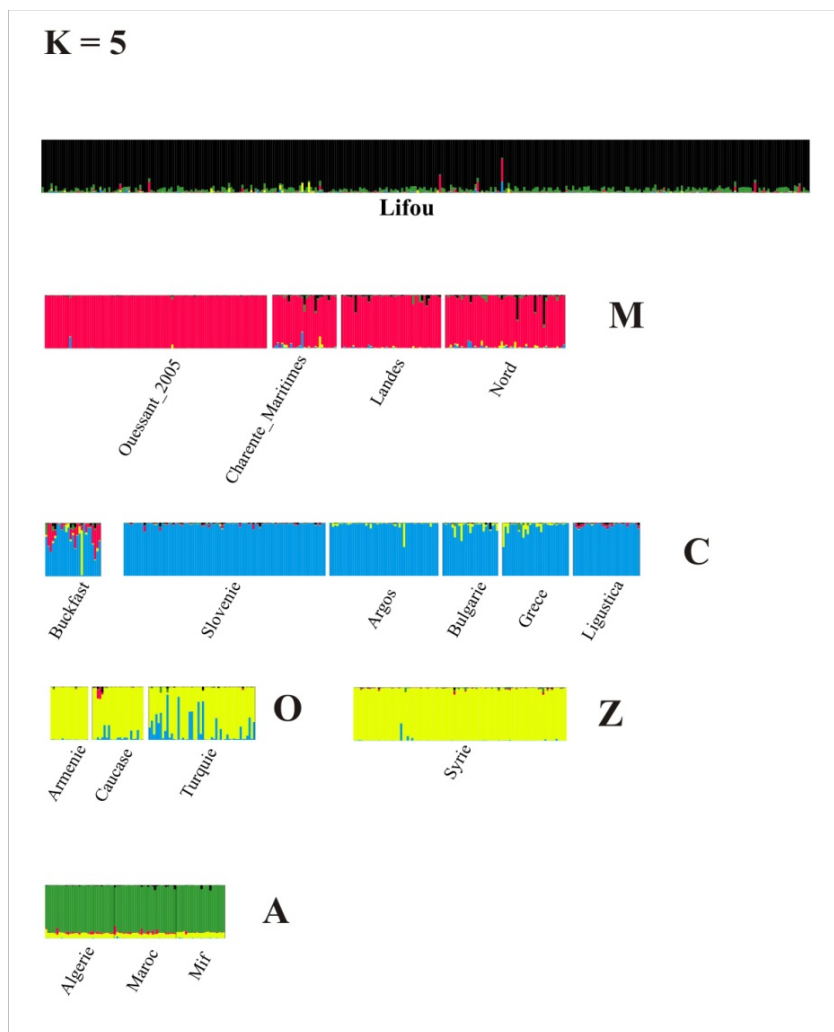 K = 5
Lifou
M
Ouessant_2005
Charente_Maritimes
Landes
Nord
C
Buckfast
Slovenie
Argos
Bulgarie
Grece
Ligustica
O
Z
Armenie
Caucase
Turquie
Syrie
A
Algerie
Maroc
Mif